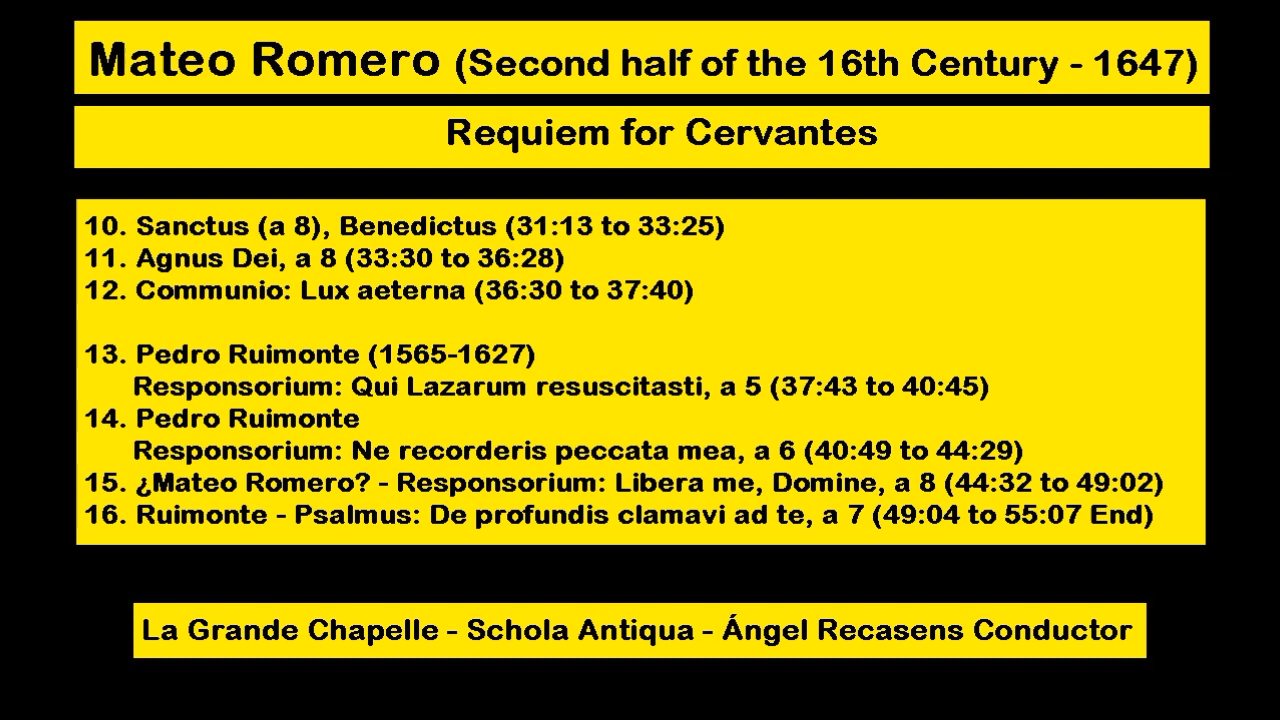 Mateo Romero (Second half of the 16th Century - 1647)
Requiem for Cervantes
10. Sanctus (a 8), Benedictus (31:13 to 33:25)
11. Agnus Dei, a 8 (33:30 to 36:28)
12. Communio: Lux aeterna (36:30 to 37:40)
13. Pedro Ruimonte (1565-1627)
Responsorium: Qui Lazarum resuscitasti, a 5 (37:43 to 40:45)
14. Pedro Ruimonte
Responsorium: Ne recorderis peccata mea, a 6 (40:49 to 44:29)
15. ¿Mateo Romero? - Responsorium: Libera me, Domine, a 8 (44:32 to 49:02)
16. Ruimonte - Psalmus: De profundis clamavi ad te, a 7 (49:04 to 55:07 End)
La Grande Chapelle - Schola Antiqua - Ángel Recasens Conductor